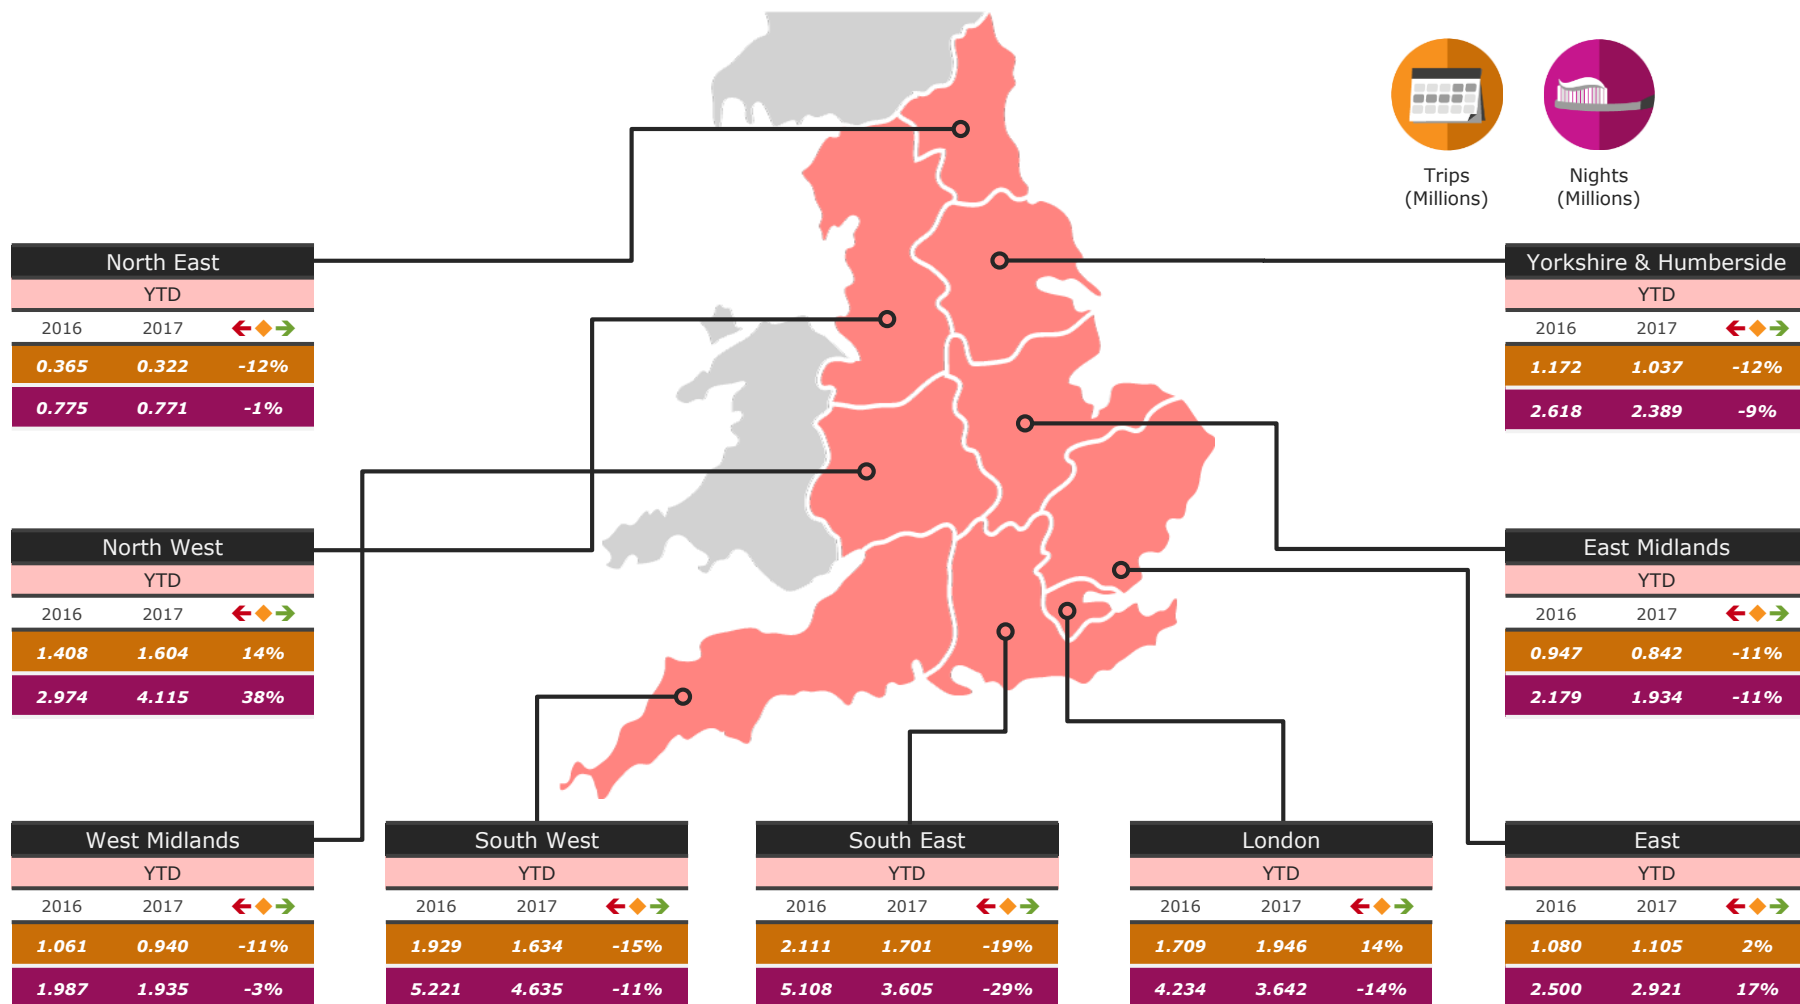 Trips
(Millions)
Nights
(Millions)
North East
YTD
2016 2017
0.365 0.322 -12%
0.775 0.771 -1%
Yorkshire & Humberside
YTD
2016 2017
1.172 1.037 -12%
2.618 2.389 -9%
North West
YTD
2016 2017
1.408 1.604 14%
2.974 4.115 38%
East Midlands
YTD
2016 2017
0.947 0.842 -11%
2.179 1.934 -11%
West Midlands
YTD
2016 2017
1.061 0.940 -11%
1.987 1.935 -3%
South West
YTD
2016 2017
1.929 1.634 -15%
5.221 4.635 -11%
South East
YTD
2016 2017
2.111 1.701 -19%
5.108 3.605 -29%
London
YTD
2016 2017
1.709 1.946 14%
4.234 3.642 -14%
East
YTD
2016 2017
1.080 1.105 2%
2.500 2.921 17%